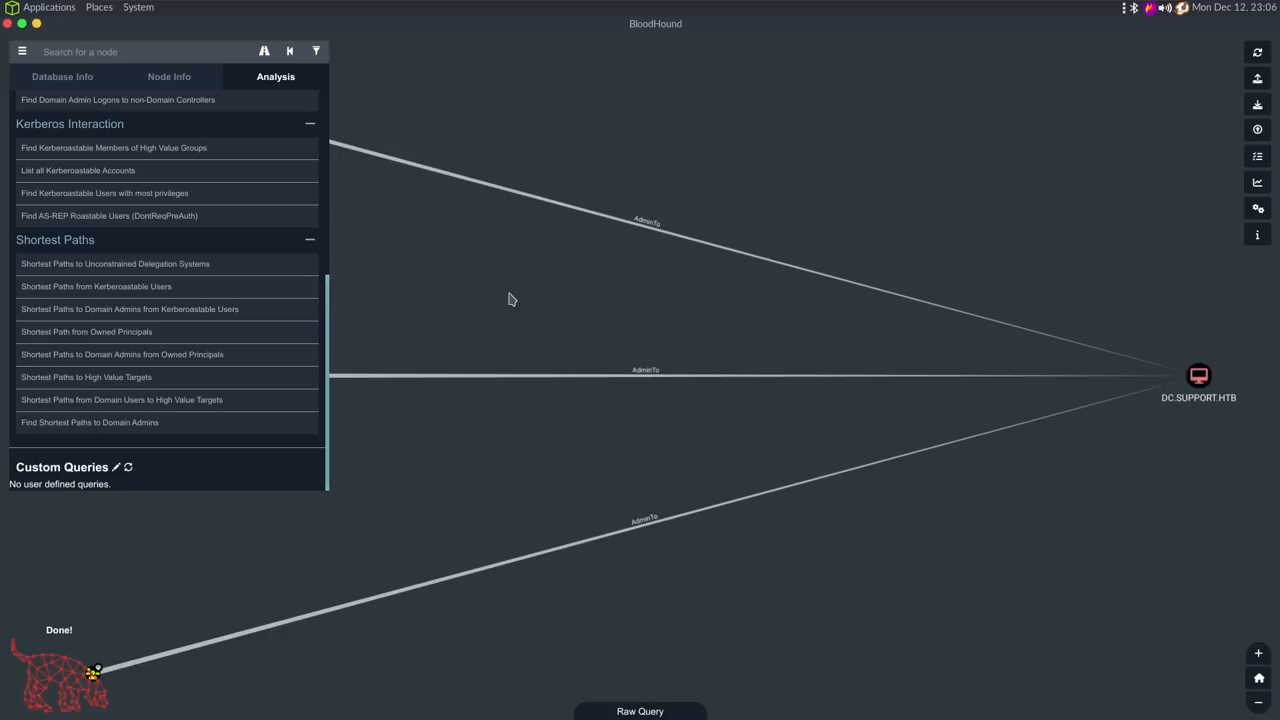 Applications Places System Mon Dec 12, 23:06
BloodHound
Search for a node
Database Info Node Info Analysis
Find Domain Admin Logons to non-Domain Controllers
Kerberos Interaction
Find Kerberoastable Members of High Value Groups
List all Kerberoastable Accounts
Find Kerberoastable Users with most privileges
Find AS-REP Roastable Users (DontReqPreAuth)
Shortest Paths
Shortest Paths to Unconstrained Delegation Systems
Shortest Paths from Kerberoastable Users
Shortest Paths to Domain Admins from Kerberoastable Users
Shortest Path from Owned Principals
Shortest Paths to Domain Admins from Owned Principals
Shortest Paths to High Value Targets
Shortest Paths from Domain Users to High Value Targets
Find Shortest Paths to Domain Admins
Custom Queries
No user defined queries.
AdminTo
AdminTo
DC.SUPPORT.HTB
AdminTo
Done!
Raw Query